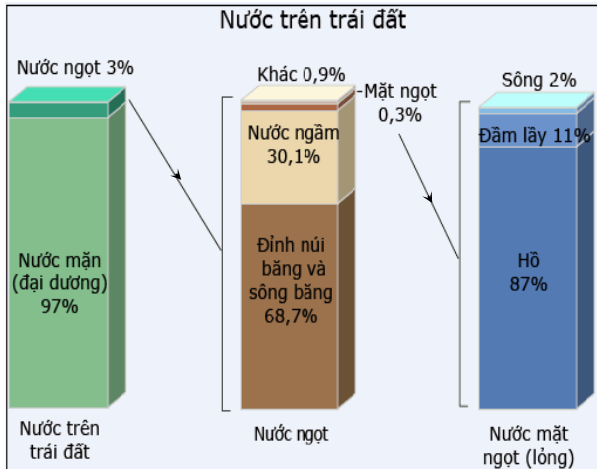 Nước trên trái đất
Nước ngọt 3%
Nước mặn
(đại dương)
97%
Nước trên
trái đất
Khác 0,9%
Nước ngầm
30,1%
Đỉnh núi
băng và
sông băng
68,7%
Nước ngọt
Mặt ngọt
0,3%
Sông 2%
Đầm lầy 11%
Hồ
87%
Nước mặt
ngọt (lỏng)